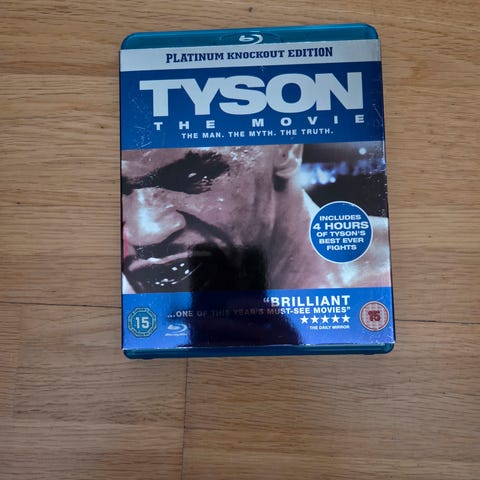 PLATINUM KNOCKOUT EDITION
TYSON
THE MOVIE
THE MAN. THE MYTH. THE TRUTH.
INCLUDES
4 HOURS
OF TYSON'S
BEST EVER
FIGHTS
"BRILLIANT
...ONE OF THIS YEAR'S MUST-SEE MOVIES"
★★★★★
THE DAILY MIRROR
15
15